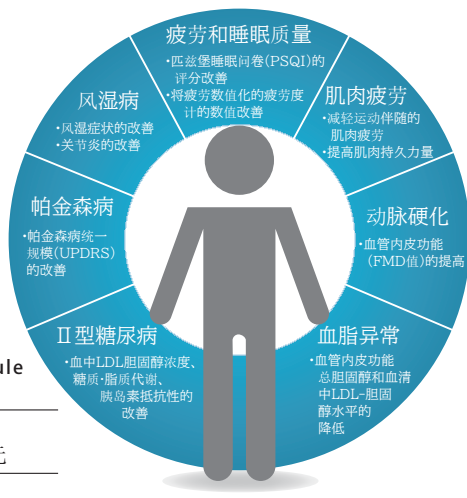 疲劳和睡眠质量
·匹兹堡睡眠问卷(PSQI)的
评分改善
·将疲劳数值化的疲劳度
计的数值改善
肌肉疲劳
·减轻运动伴随的
肌肉疲劳
·提高肌肉持久力量
动脉硬化
·血管内皮功能
(FMD值)的提高
血脂异常
·血管内皮功能
总胆固醇和血清
中LDL-胆固
醇水平的
降低
Ⅱ型糖尿病
·血中LDL胆固醇浓度、
糖质·脂质代谢、
胰岛素抵抗性的
改善
帕金森病
·帕金森病统一
规模(UPDRS)
的改善
风湿病
·风湿症状的改善
·关节炎的改善
ule